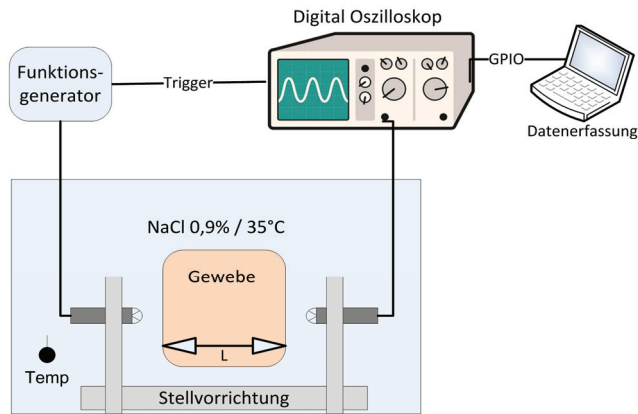 Digital Oszilloskop
Funktions-
generator
Trigger
GPIO
Datenerfassung
NaCl 0,9% / 35°C
Gewebe
L
Temp
Stellvorrichtung